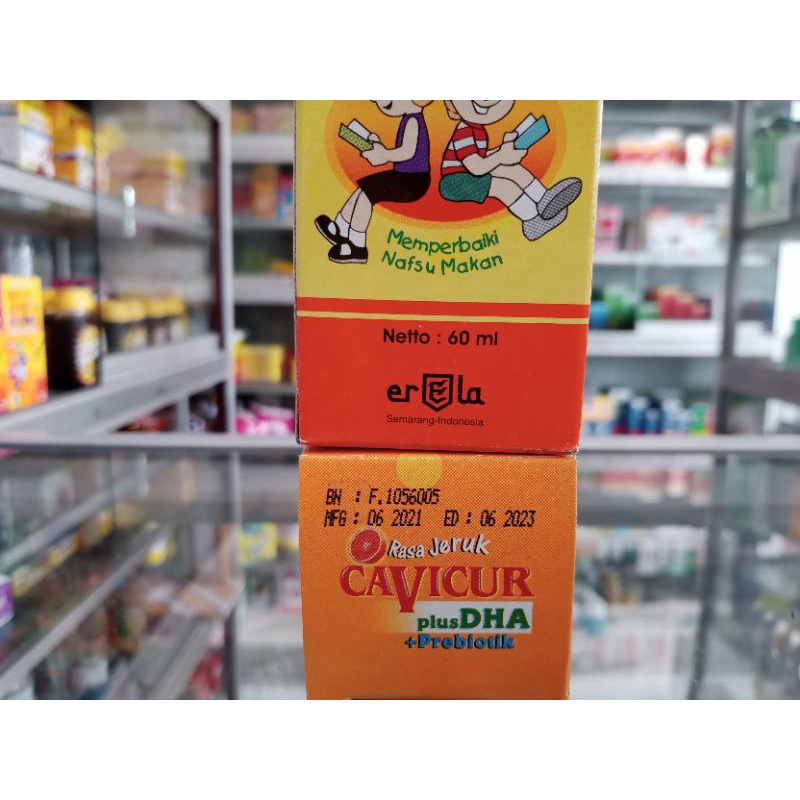 Memperbaiki
Nafsu Makan
Netto : 60 ml
erEla
Semarang-Indonesia
BN : F.1056005
MFG : 06 2021 ED : 06 2023
Rasa Jeruk
CAVICUR
plus DHA
+Prebiotik